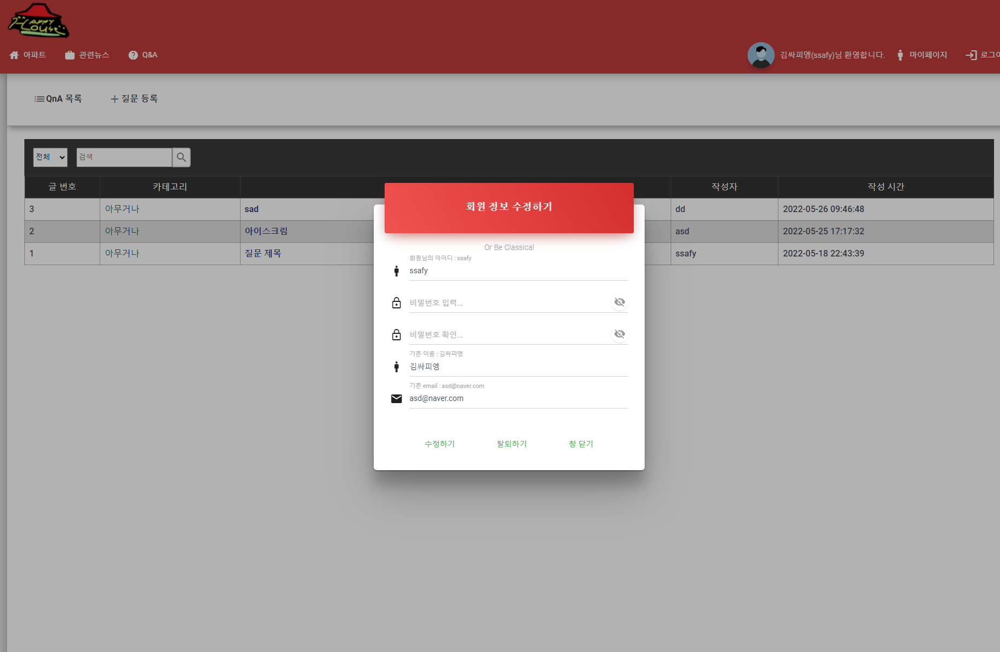 Happy House
아파트 관련뉴스 Q&A 김싸피엥(ssafy)님 환영합니다. 마이페이지
QnA 목록 질문 등록
전체 검색
글 번호 카테고리 작성자 작성 시간
3 아무거나 sad dd 2022-05-26 09:46:48
2 아무거나 아이스크림 asd 2022-05-25 17:17:32
1 아무거나 질문 제목 ssafy 2022-05-18 22:43:39
회원 정보 수정하기
Or Be Classical
회원님의 아이디 : ssafy
ssafy
비밀번호 입력...
비밀번호 확인...
기존 이름 : 김싸피엥
김싸피엥
기존 email : asd@naver.com
asd@naver.com
수정하기 탈퇴하기 창 닫기